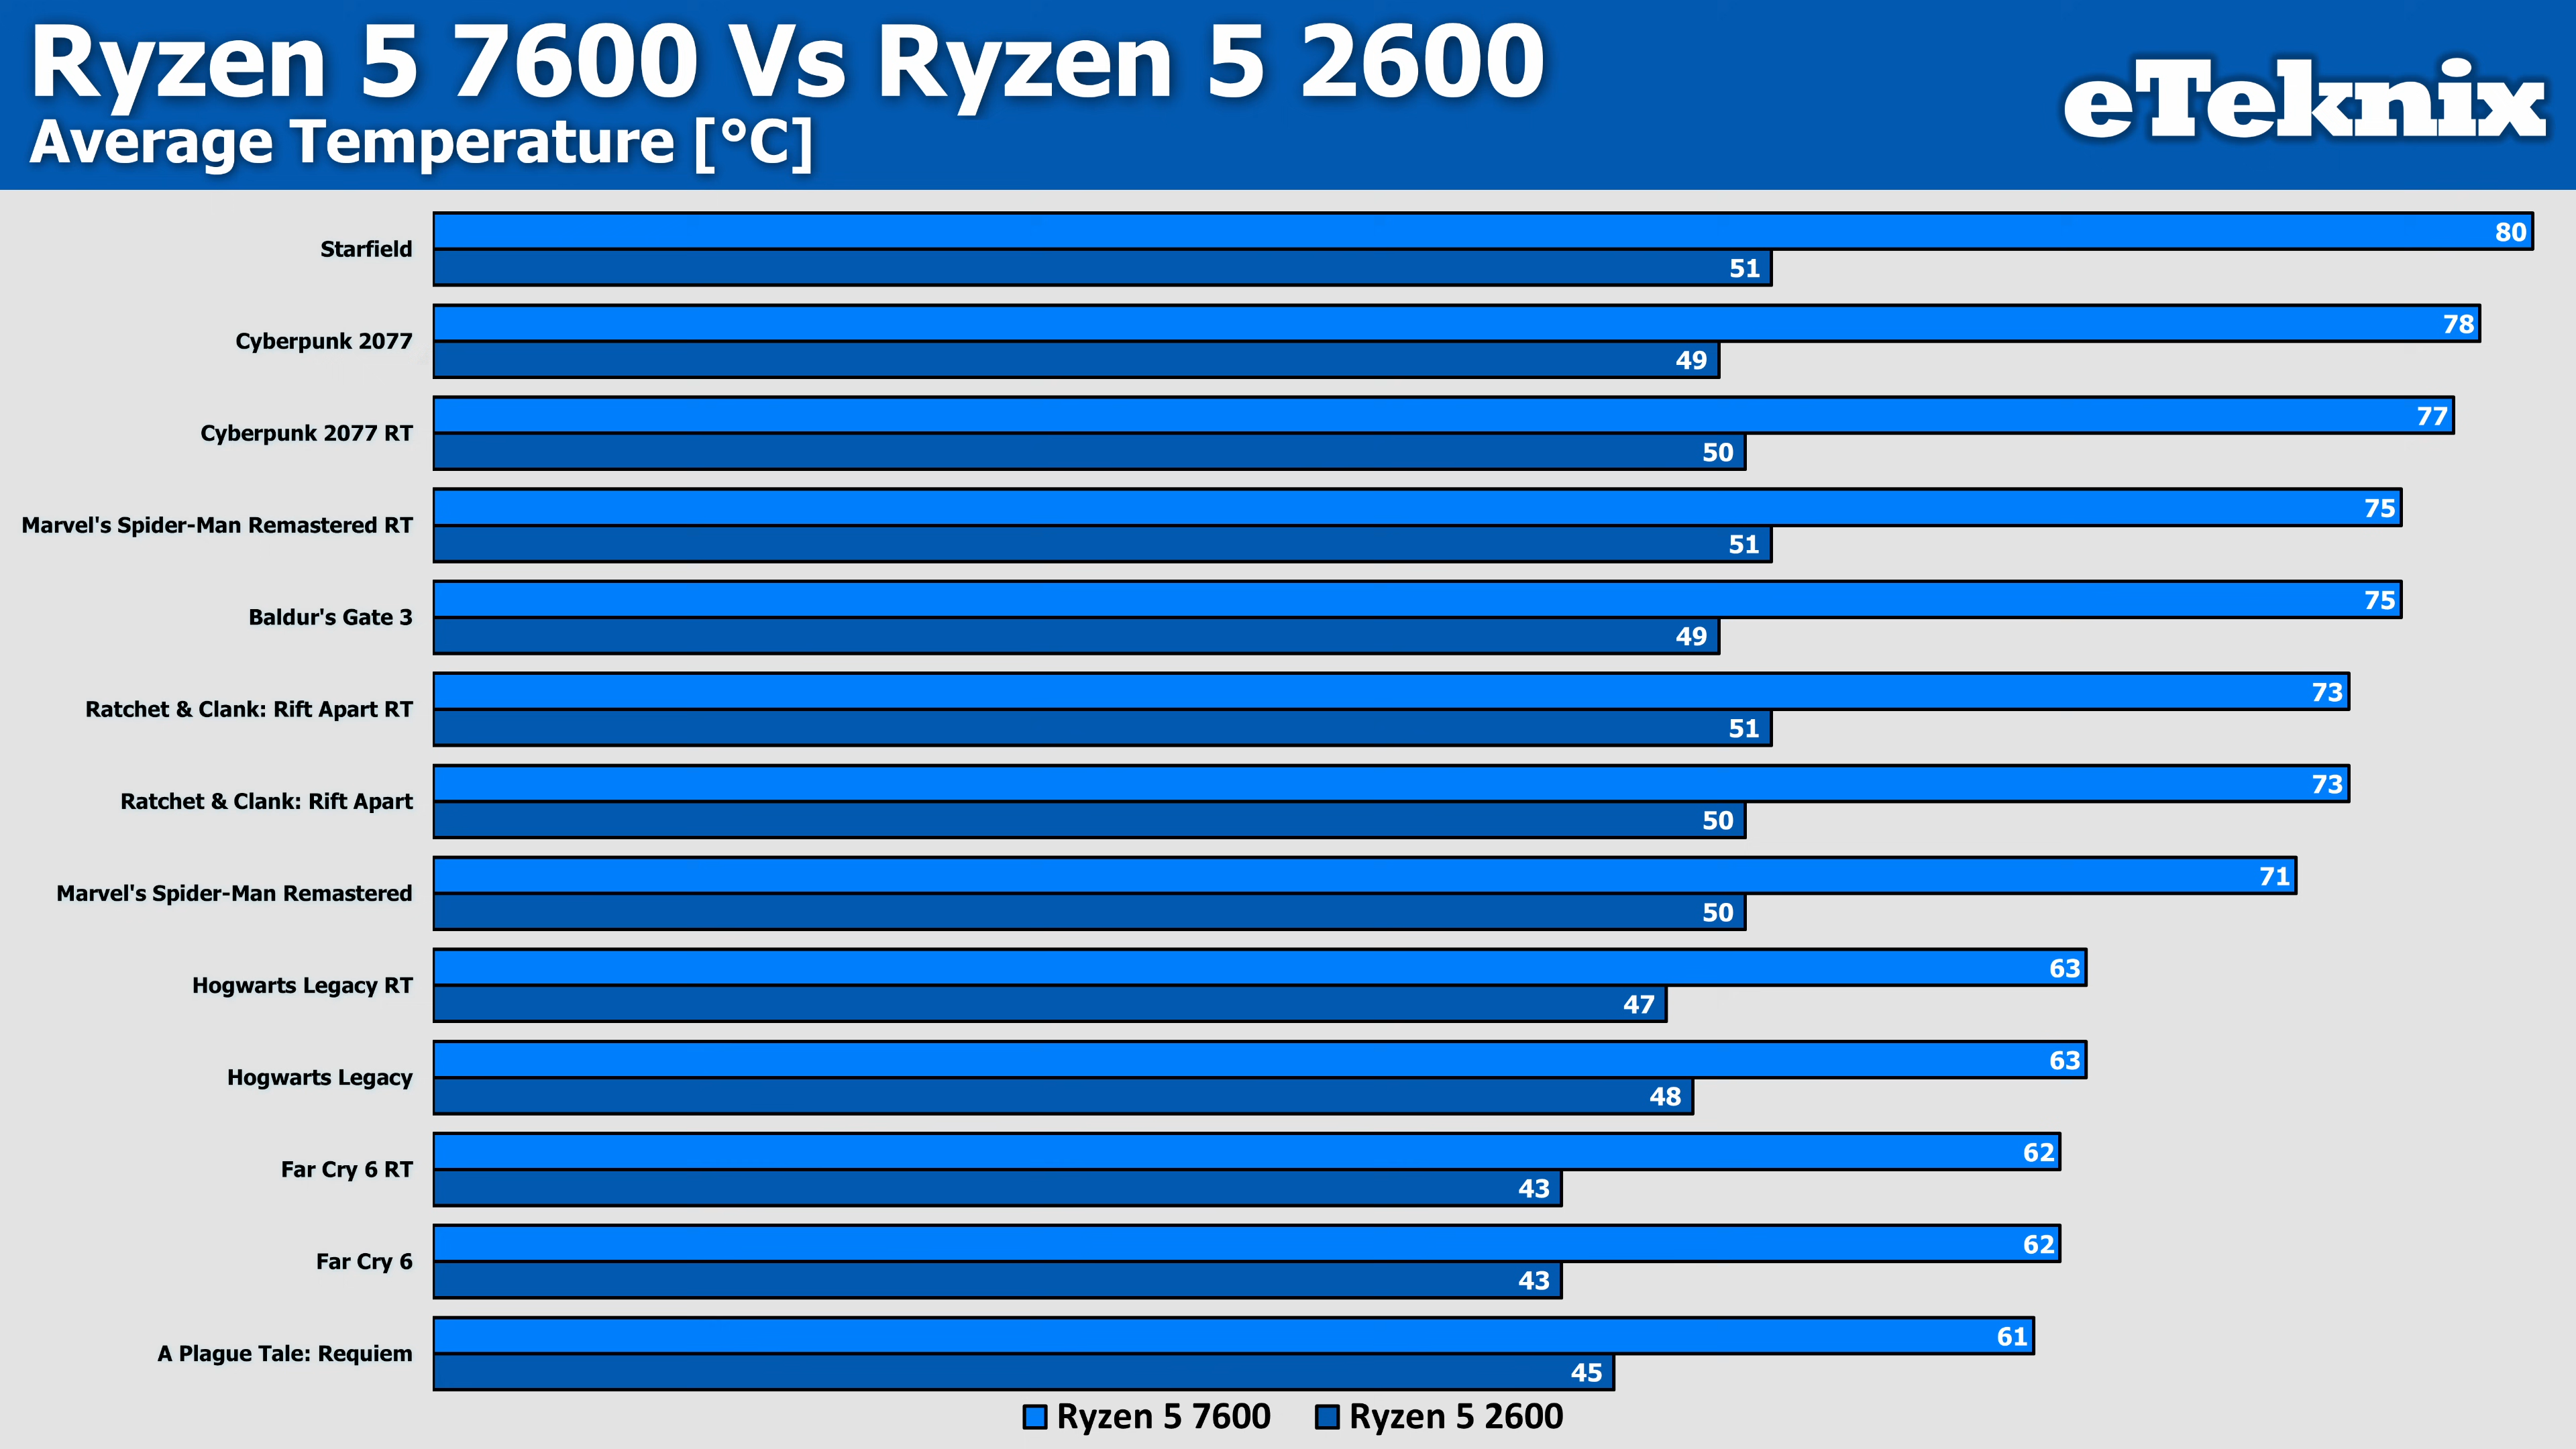 Ryzen 5 7600 Vs Ryzen 5 2600
Average Temperature [°C]
eTeknix
Starfield
80
51
Cyberpunk 2077
78
49
Cyberpunk 2077 RT
77
50
Marvel's Spider-Man Remastered RT
75
51
Baldur's Gate 3
75
49
Ratchet & Clank: Rift Apart RT
73
51
Ratchet & Clank: Rift Apart
73
50
Marvel's Spider-Man Remastered
71
50
Hogwarts Legacy RT
63
47
Hogwarts Legacy
63
48
Far Cry 6 RT
62
43
Far Cry 6
62
43
A Plague Tale: Requiem
61
45
Ryzen 5 7600
Ryzen 5 2600